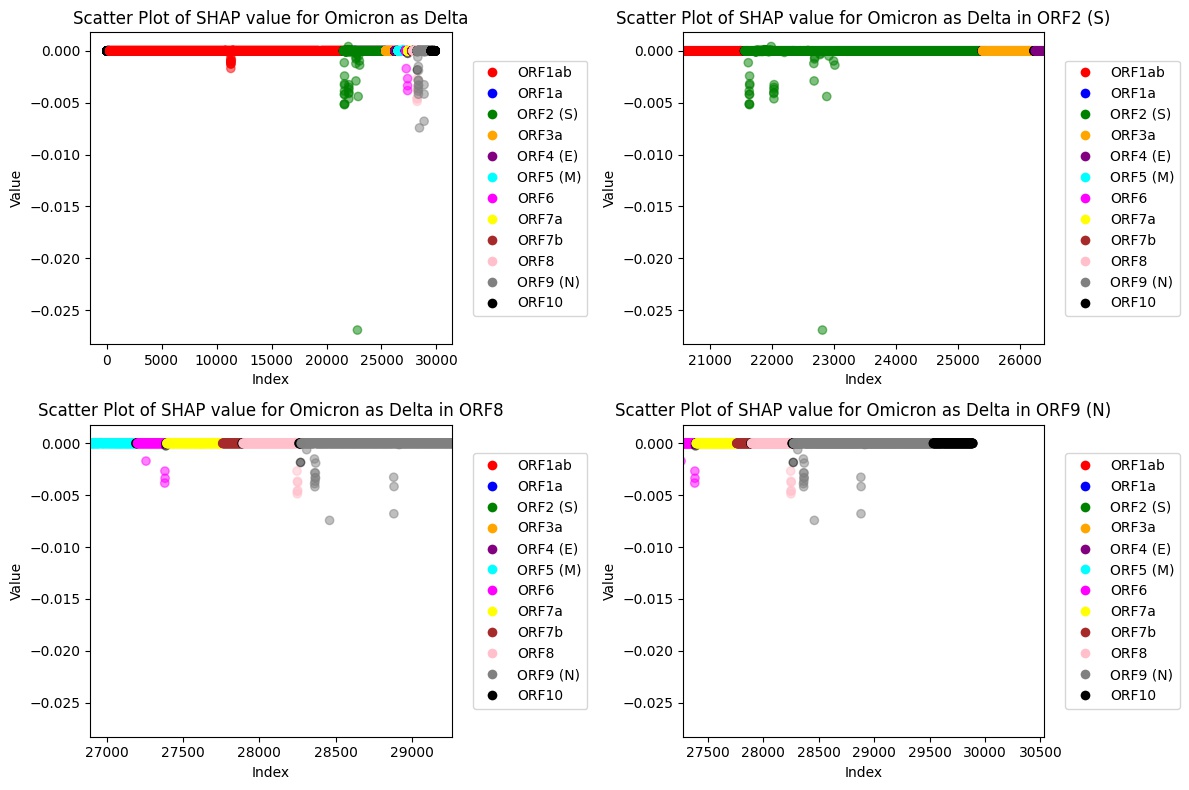 Scatter Plot of SHAP value for Omicron as Delta
0.000
−0.005
−0.010
−0.015
−0.020
−0.025
Value
0
5000
10000
15000
20000
25000
30000
Index
ORF1ab
ORF1a
ORF2 (S)
ORF3a
ORF4 (E)
ORF5 (M)
ORF6
ORF7a
ORF7b
ORF8
ORF9 (N)
ORF10
Scatter Plot of SHAP value for Omicron as Delta in ORF2 (S)
0.000
−0.005
−0.010
−0.015
−0.020
−0.025
Value
21000
22000
23000
24000
25000
26000
Index
ORF1ab
ORF1a
ORF2 (S)
ORF3a
ORF4 (E)
ORF5 (M)
ORF6
ORF7a
ORF7b
ORF8
ORF9 (N)
ORF10
Scatter Plot of SHAP value for Omicron as Delta in ORF8
0.000
−0.005
−0.010
−0.015
−0.020
−0.025
Value
27000
27500
28000
28500
29000
Index
ORF1ab
ORF1a
ORF2 (S)
ORF3a
ORF4 (E)
ORF5 (M)
ORF6
ORF7a
ORF7b
ORF8
ORF9 (N)
ORF10
Scatter Plot of SHAP value for Omicron as Delta in ORF9 (N)
0.000
−0.005
−0.010
−0.015
−0.020
−0.025
Value
27500
28000
28500
29000
29500
30000
30500
Index
ORF1ab
ORF1a
ORF2 (S)
ORF3a
ORF4 (E)
ORF5 (M)
ORF6
ORF7a
ORF7b
ORF8
ORF9 (N)
ORF10